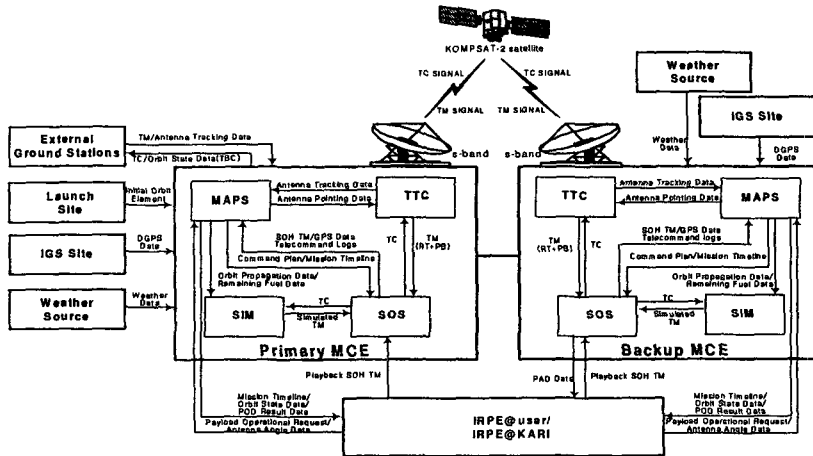 KOMPSAT-2 satellite
TC SIGNAL
TC SIGNAL
TM SIGNAL
TM SIGNAL
s-band
s-band
Weather
Source
IGS Site
Weather
Data
DGPS
Data
External
Ground Stations
TM/Antenna Tracking Data
TC/Orbit State Data(TBC)
Launch
Site
Initial Orbit
Element
IGS Site
DGPS
Data
Weather
Source
Weather
Data
MAPS
Antenna Tracking Data
Antenna Pointing Data
TTC
SOH TM/GPS Data
Telecommand Logs
TC
TM
(RT+PB)
Command Plan/Mission Timeline
Orbit Propagation Data/
Remaining Fuel Data
SIM
TC
Simulated
TM
SOS
Primary MCE
TTC
Antenna Tracking Data
Antenna Pointing Data
MAPS
TM
(RT+PB)
TC
SOH TM/GPS Data
Telecommand logs
Command Plan/Mission Timeline
Orbit Propagation Data/
Remaining Fuel Data
SOS
TC
Simulated
TM
SIM
Backup MCE
Playback SOH TM
PAD Data
Playback SOH TM
Mission Timeline/
Orbit State Data/
POD Result Data
Payload Operational Request/
Antenna Angle Data
IRPE@user/
IRPE@KARI
Mission Timeline/
Orbit State Data/
POD Result Data
Payload Operational Request/
Antenna Angle Data